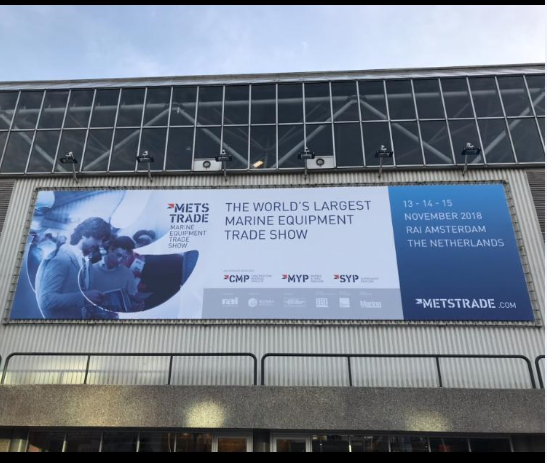 METS
TRADE
MARINE
EQUIPMENT
TRADE
SHOW
THE WORLD'S LARGEST
MARINE EQUIPMENT
TRADE SHOW
CMP
MYP
SYP
rai
13 - 14 - 15
NOVEMBER 2018
RAI AMSTERDAM
THE NETHERLANDS
METSTRADE.COM